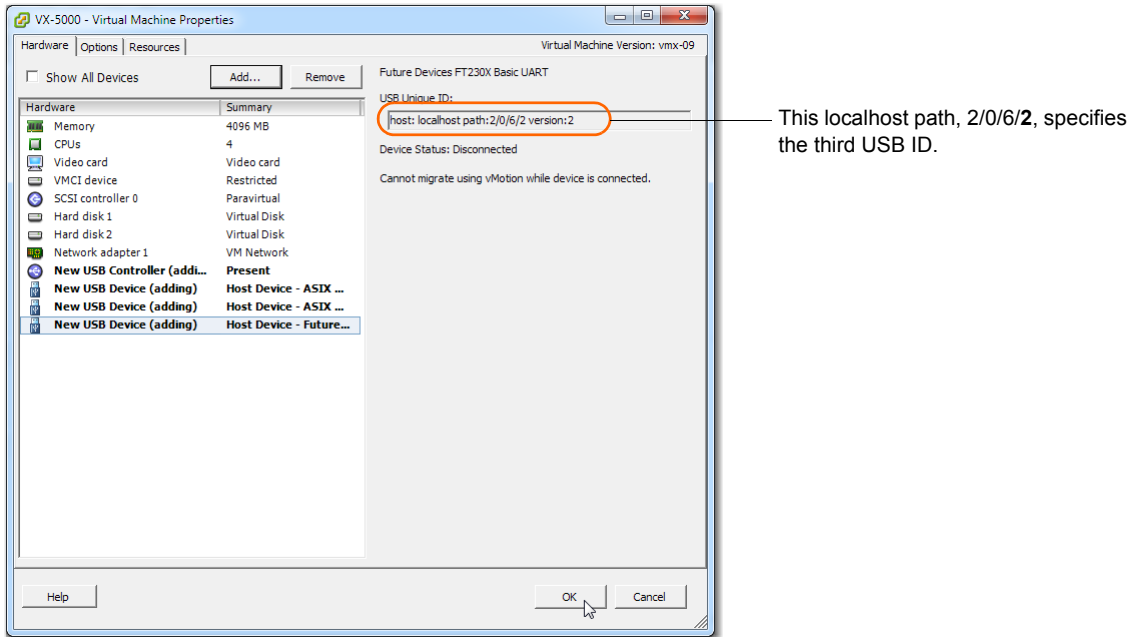 VX-5000 - Virtual Machine Properties
Hardware Options Resources Virtual Machine Version: vmx-09
Show All Devices Add... Remove
Future Devices FT230X Basic UART
USB Unique ID:
host: localhost path:2/0/6/2 version:2
Device Status: Disconnected
Cannot migrate using vMotion while device is connected.
Hardware Summary
Memory 4096 MB
CPUs 4
Video card Video card
VMCI device Restricted
SCSI controller 0 Paravirtual
Hard disk 1 Virtual Disk
Hard disk 2 Virtual Disk
Network adapter 1 VM Network
New USB Controller (addi... Present
New USB Device (adding) Host Device - ASIX ...
New USB Device (adding) Host Device - ASIX ...
New USB Device (adding) Host Device - Future...
Help OK Cancel
This localhost path, 2/0/6/2, specifies
the third USB ID.